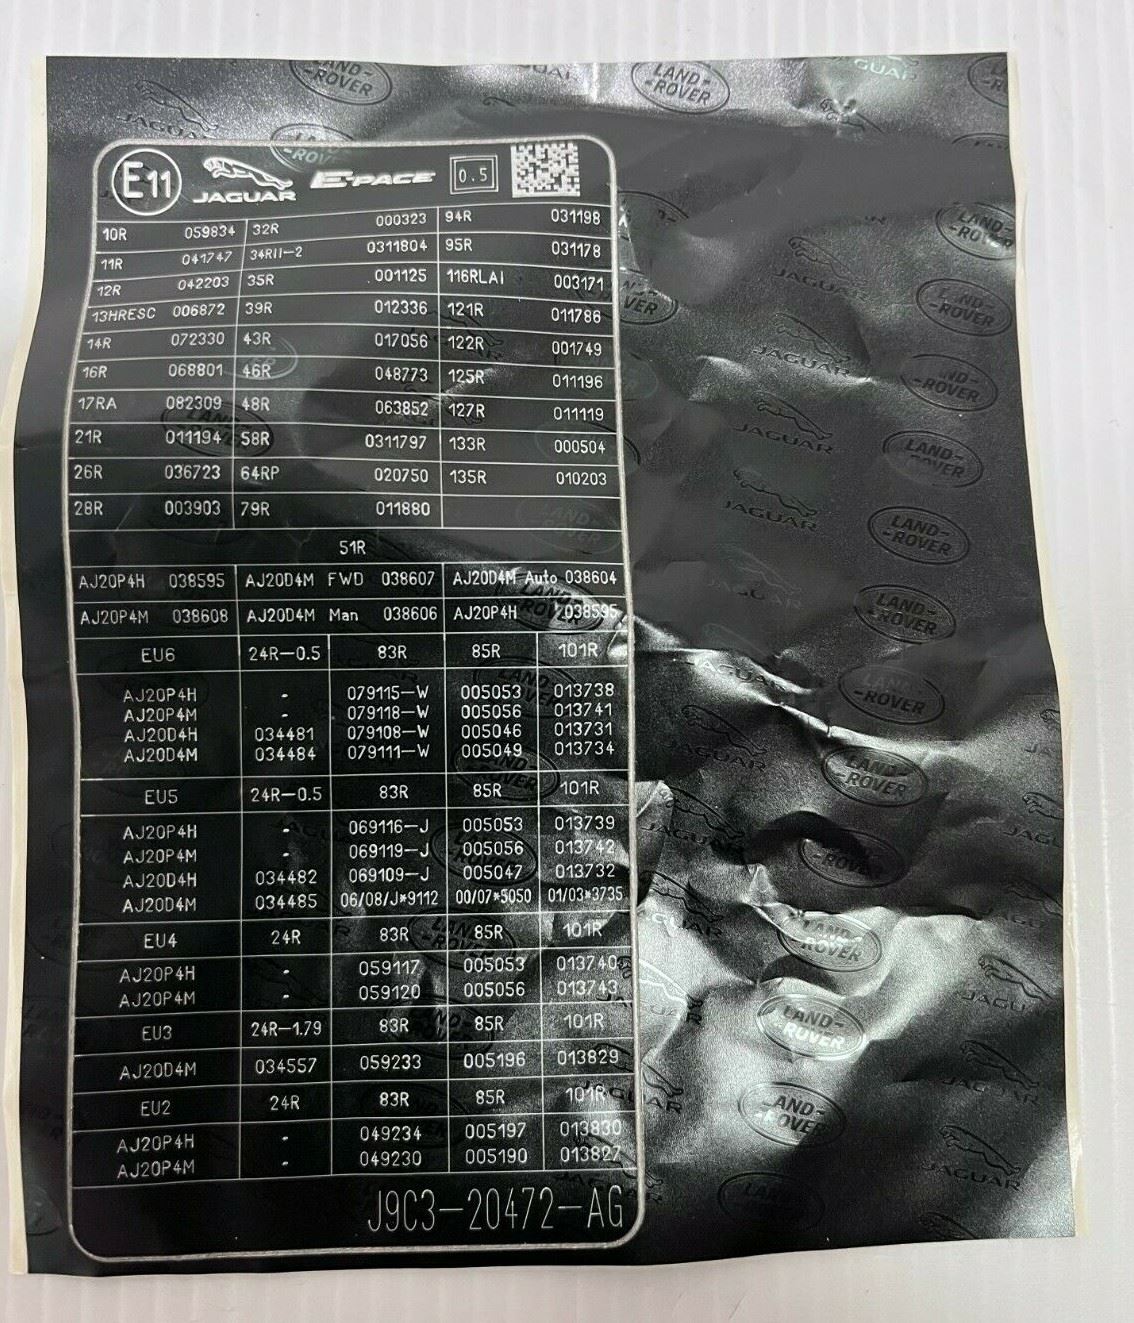 E11 JAGUAR E-PACE 0.5
10R 059834 32R 000323 94R 031198
11R 041747 34RII-2 0311804 95R 031178
12R 042203 35R 001125 116RLAI 003171
13HRESC 006872 39R 012336 121R 011786
14R 072330 43R 017056 122R 001749
16R 068801 46R 048773 125R 011196
17RA 082309 48R 063852 127R 011119
21R 011194 58R 0311797 133R 000504
26R 036723 64RP 020750 135R 010203
28R 003903 79R 011880
51R
AJ20P4H 038595 AJ20D4M FWD 038607 AJ20D4M Auto 038604
AJ20P4M 038608 AJ20D4M Man 038606 AJ20P4H 038595
EU6 24R-0.5 83R 85R 101R
AJ20P4H - 079115-W 005053 013738
AJ20P4M - 079118-W 005056 013741
AJ20D4H 034481 079108-W 005046 013731
AJ20D4M 034484 079111-W 005049 013734
EU5 24R-0.5 83R 85R 101R
AJ20P4H - 069116-J 005053 013739
AJ20P4M - 069119-J 005056 013742
AJ20D4H 034482 069109-J 005047 013732
AJ20D4M 034485 06/08/J*9112 00/07*5050 01/03*3735
EU4 24R 83R 85R 101R
AJ20P4H - 059117 005053 013740
AJ20P4M - 059120 005056 013743
EU3 24R-1.79 83R 85R 101R
AJ20D4M 034557 059233 005196 013829
EU2 24R 83R 85R 101R
AJ20P4H - 049234 005197 013830
AJ20P4M - 049230 005190 013827
J9C3-20472-AG
LAND-
-ROVER
JAGUAR